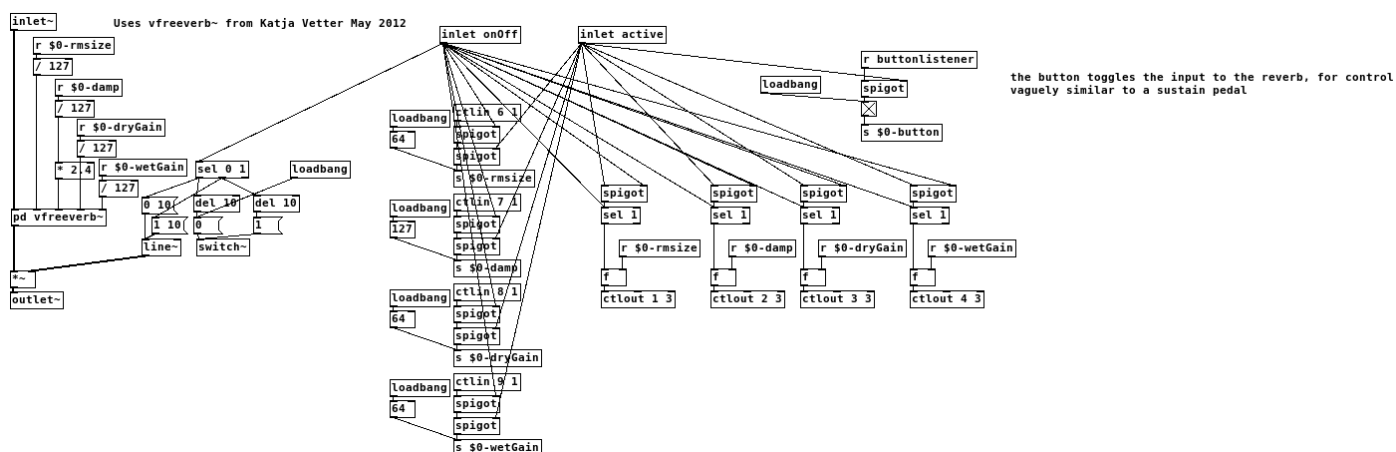 inlet~
Uses vfreeverb~ from Katja Vetter May 2012
r $0-rmsize
/ 127
r $0-damp
/ 127
r $0-dryGain
/ 127
* 2.4
r $0-wetGain
/ 127
pd vfreeverb~
*~
outlet~
sel 0 1
loadbang
0 10
del 10
del 10
1 10
0
1
line~
switch~
inlet onOff
inlet active
loadbang
64
ctlin 6 1
spigot
spigot
s $0-rmsize
loadbang
127
ctlin 7 1
spigot
spigot
s $0-damp
loadbang
64
ctlin 8 1
spigot
spigot
s $0-dryGain
loadbang
64
ctlin 9 1
spigot
spigot
s $0-wetGain
spigot
sel 1
r $0-rmsize
f
ctlout 1 3
spigot
sel 1
r $0-damp
f
ctlout 2 3
spigot
sel 1
r $0-dryGain
f
ctlout 3 3
spigot
sel 1
r $0-wetGain
f
ctlout 4 3
r buttonlistener
loadbang
spigot
s $0-button
the button toggles the input to the reverb, for control
vaguely similar to a sustain pedal